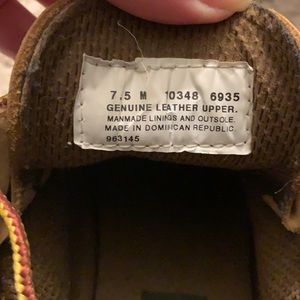 7.5 M 10348 6935
GENUINE LEATHER UPPER.
MANMADE LININGS AND OUTSOLE.
MADE IN DOMINICAN REPUBLIC.
963145